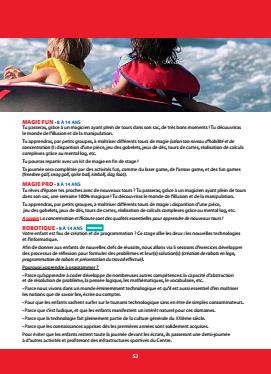 MAGIE FUN - 8 À 14 ANS
Tu passeras, grâce à un magicien ayant plein de tours dans son sac, de très bons moments ! Tu découvriras
le monde de l'illusion et de la manipulation.
Tu apprendras, par petits groupes, à maîtriser différents tours de magie (selon ton niveau d'habilité et de
concentration !) : disparition d'une pièce, jeu des gobelets, jeux de dés, tours de cartes, réalisation de calculs
complexes grâce au mental log, etc.
Tu pourras repartir avec un kit de magie en fin de stage !
Ta journée sera complétée par des activités fun, comme du laser game, de l'arme game, et des fun games
(freesbee golf, snag golf, quite ball, kinball, dog foot).
MAGIE PRO - 8 À 14 ANS
Tu rêves d'épater tes proches avec de nouveaux tours ? Tu passeras, grâce à un magicien ayant plein de tours
dans son sac, une semaine 100% magique ! Tu découvriras le monde de l'illusion et de la manipulation.
Tu apprendras, par petits groupes, à maîtriser différents tours de magie : disparition d'une pièce,
jeu des gobelets, jeux de dés, tours de cartes, réalisation de calculs complexes grâce au mental log, etc.
A savoir : La concentration et l'écoute sont des qualités essentielles pour apprendre de nouveaux tours !
ROBOTIQUE - 8 À 14 ANS
Votre enfant est fou de création et de programmation ? Ce stage allie les deux : les nouvelles technologies
et l'informatique.
Afin de donner aux enfants de nouvelles clefs de réussite, nous allons via 5 sessions d'exercices développer
des processus de réflexion pour formuler des problèmes et leur(s) solution(s) (création de robots en lego,
programmation de robots et présentation du travail effectué).
Pourquoi apprendre à programmer ?
- Parce qu'apprendre à coder développe de nombreuses autres compétences : la capacité d'abstraction
et de résolution de problème, la pensée logique, les mathématiques, le vocabulaire, etc.
- Parce nous vivons dans un monde éminemment technologique et qu'il est aussi essentiel d'en maîtriser
les notions que de savoir lire, écrire ou compter.
- Pour que les enfants sachent surfer sur le tsunami technologique sans en être de simples consommateurs.
- Parce que c'est ludique, et que les enfants manifestent un intérêt naturel pour ces domaines.
- Parce que la technologie fait pleinement partie de la culture générale du XXIème siècle.
- Parce que les connaissances apprises dès les premières années sont solidement acquises.
Pour éviter que les enfants restent toute la journée devant les écrans, ils passeront une demi-journée
à d'autres activités et profiteront des infrastructures sportives du Centre.
52